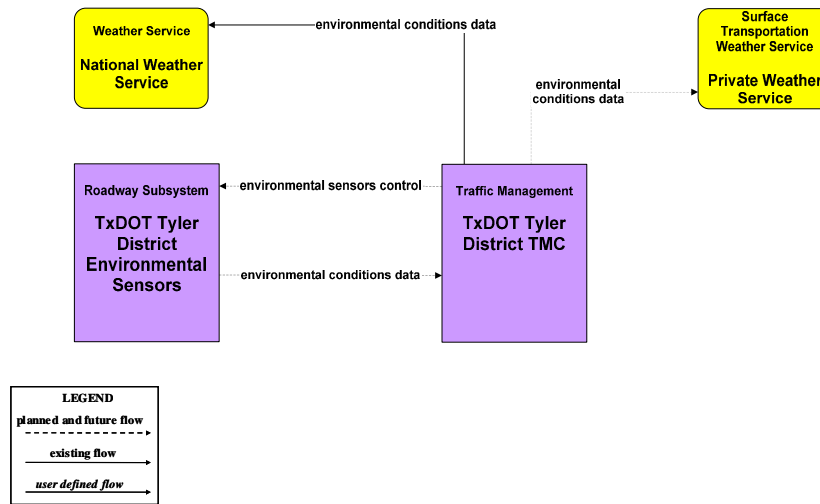 Weather Service
National Weather
Service
environmental conditions data
Surface
Transportation
Weather Service
Private Weather
Service
environmental
conditions data
Roadway Subsystem
TxDOT Tyler
District
Environmental
Sensors
environmental sensors control
environmental conditions data
Traffic Management
TxDOT Tyler
District TMC
LEGEND
planned and future flow
existing flow
user defined flow